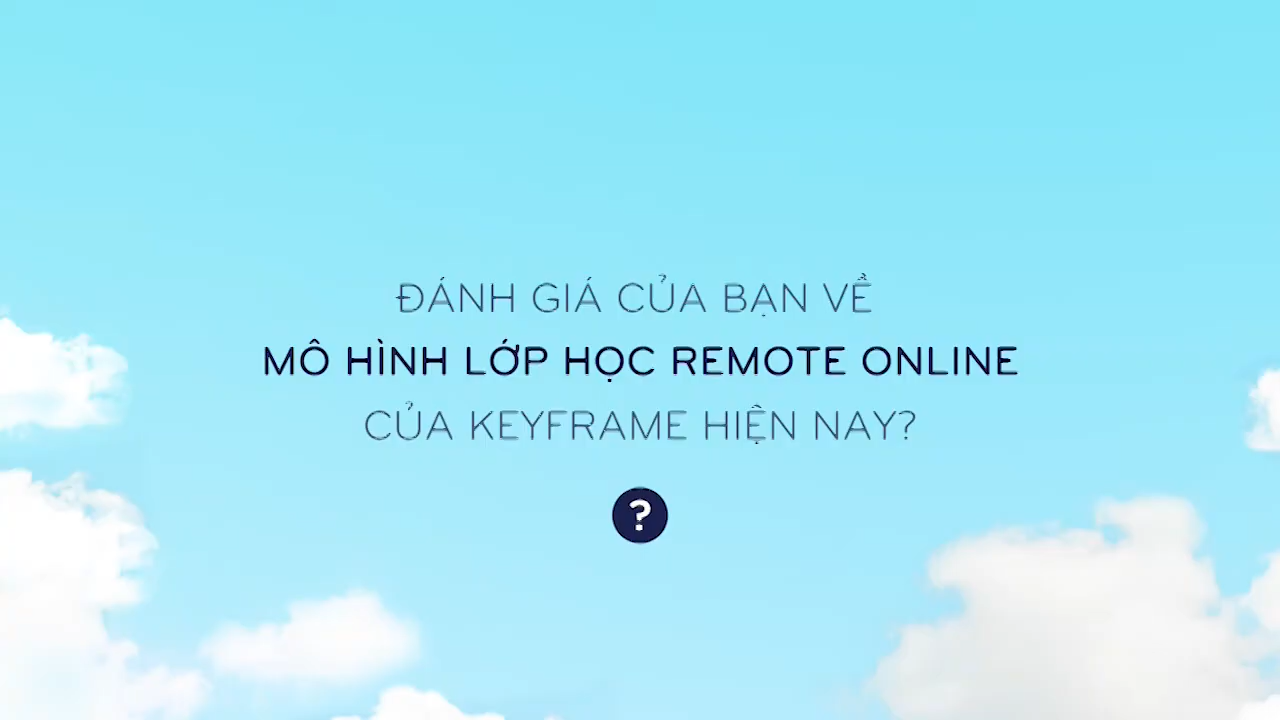 ĐÁNH GIÁ CỦA BẠN VỀ
MÔ HÌNH LỚP HỌC REMOTE ONLINE
CỦA KEYFRAME HIỆN NAY?
?